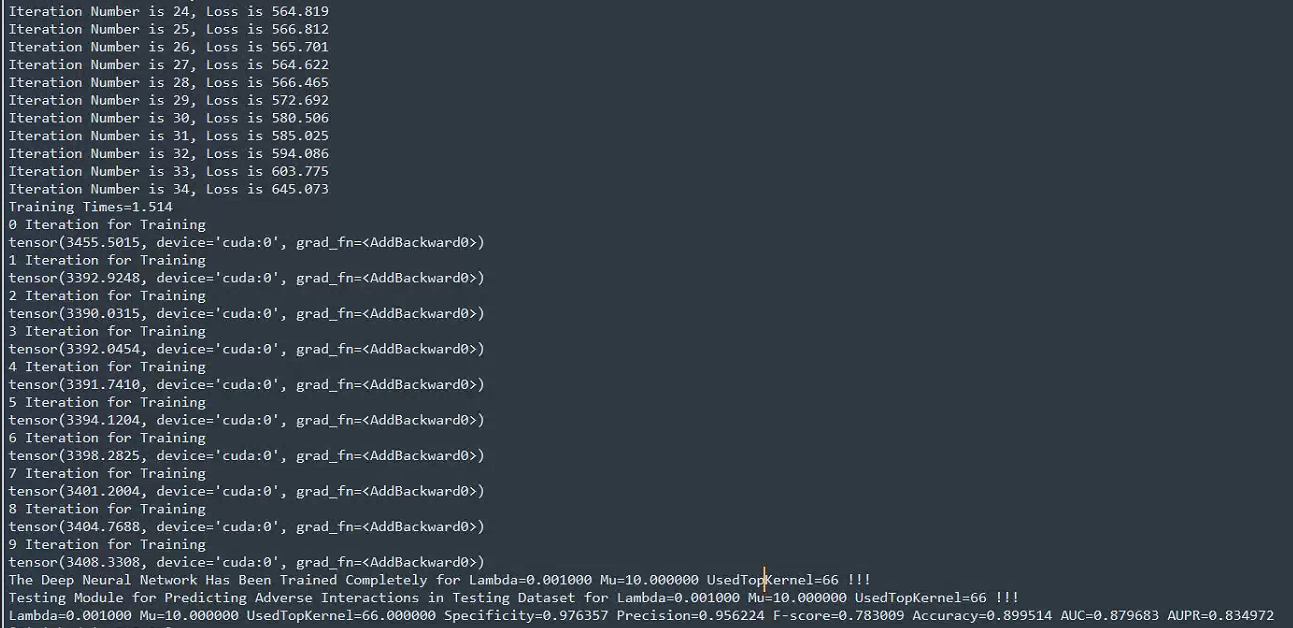 Iteration Number is 24, Loss is 564.819
Iteration Number is 25, Loss is 566.812
Iteration Number is 26, Loss is 565.701
Iteration Number is 27, Loss is 564.622
Iteration Number is 28, Loss is 566.465
Iteration Number is 29, Loss is 572.692
Iteration Number is 30, Loss is 580.506
Iteration Number is 31, Loss is 585.025
Iteration Number is 32, Loss is 594.086
Iteration Number is 33, Loss is 603.775
Iteration Number is 34, Loss is 645.073
Training Times=1.514
0 Iteration for Training
tensor(3455.5015, device='cuda:0', grad_fn=<AddBackward0>)
1 Iteration for Training
tensor(3392.9248, device='cuda:0', grad_fn=<AddBackward0>)
2 Iteration for Training
tensor(3390.0315, device='cuda:0', grad_fn=<AddBackward0>)
3 Iteration for Training
tensor(3392.0454, device='cuda:0', grad_fn=<AddBackward0>)
4 Iteration for Training
tensor(3391.7410, device='cuda:0', grad_fn=<AddBackward0>)
5 Iteration for Training
tensor(3394.1204, device='cuda:0', grad_fn=<AddBackward0>)
6 Iteration for Training
tensor(3398.2825, device='cuda:0', grad_fn=<AddBackward0>)
7 Iteration for Training
tensor(3401.2004, device='cuda:0', grad_fn=<AddBackward0>)
8 Iteration for Training
tensor(3404.7688, device='cuda:0', grad_fn=<AddBackward0>)
9 Iteration for Training
tensor(3408.3308, device='cuda:0', grad_fn=<AddBackward0>)
The Deep Neural Network Has Been Trained Completely for Lambda=0.001000 Mu=10.000000 UsedTopKernel=66 !!!
Testing Module for Predicting Adverse Interactions in Testing Dataset for Lambda=0.001000 Mu=10.000000 UsedTopKernel=66 !!!
Lambda=0.001000 Mu=10.000000 UsedTopKernel=66.000000 Specificity=0.976357 Precision=0.956224 F-score=0.783009 Accuracy=0.899514 AUC=0.879683 AUPR=0.834972